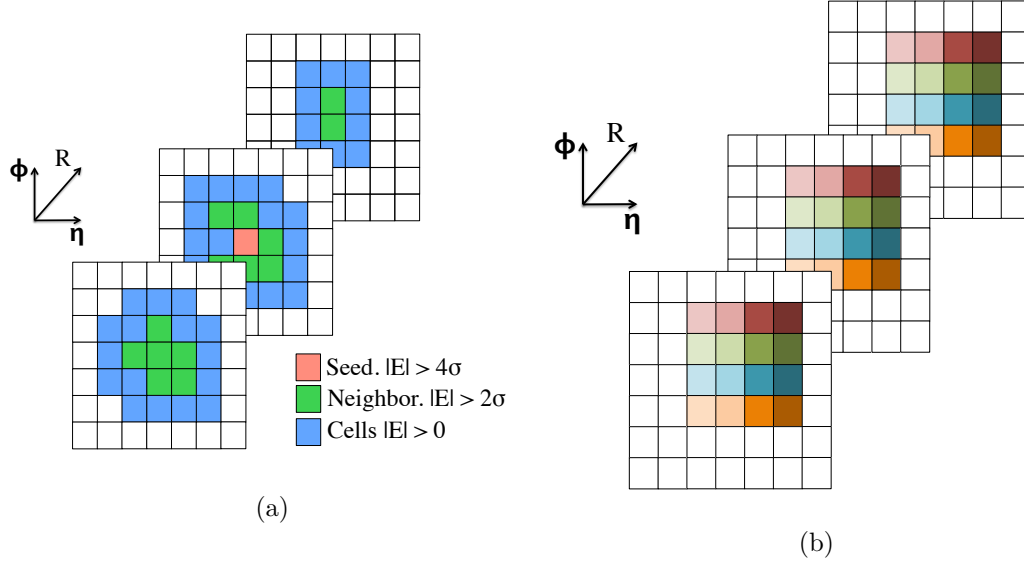 ϕ
R
η
Seed. |E| > 4σ
Neighbor. |E| > 2σ
Cells |E| > 0
(a)
ϕ
R
η
(b)